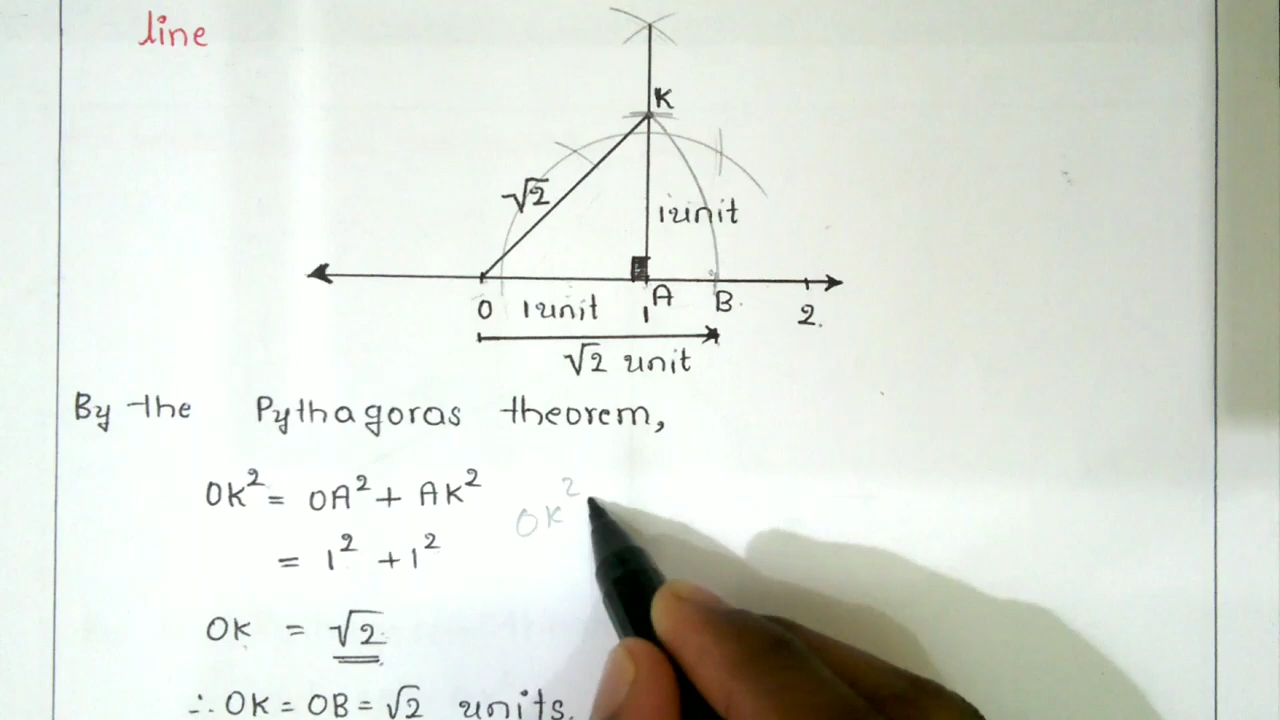 line
K
√2
1unit
0 1unit 1 A B 2.
√2 unit
By the Pythagoras theorem,
OK² = OA² + AK²
OK²
= 1² + 1²
OK = √2
∴ OK = OB = √2 units.